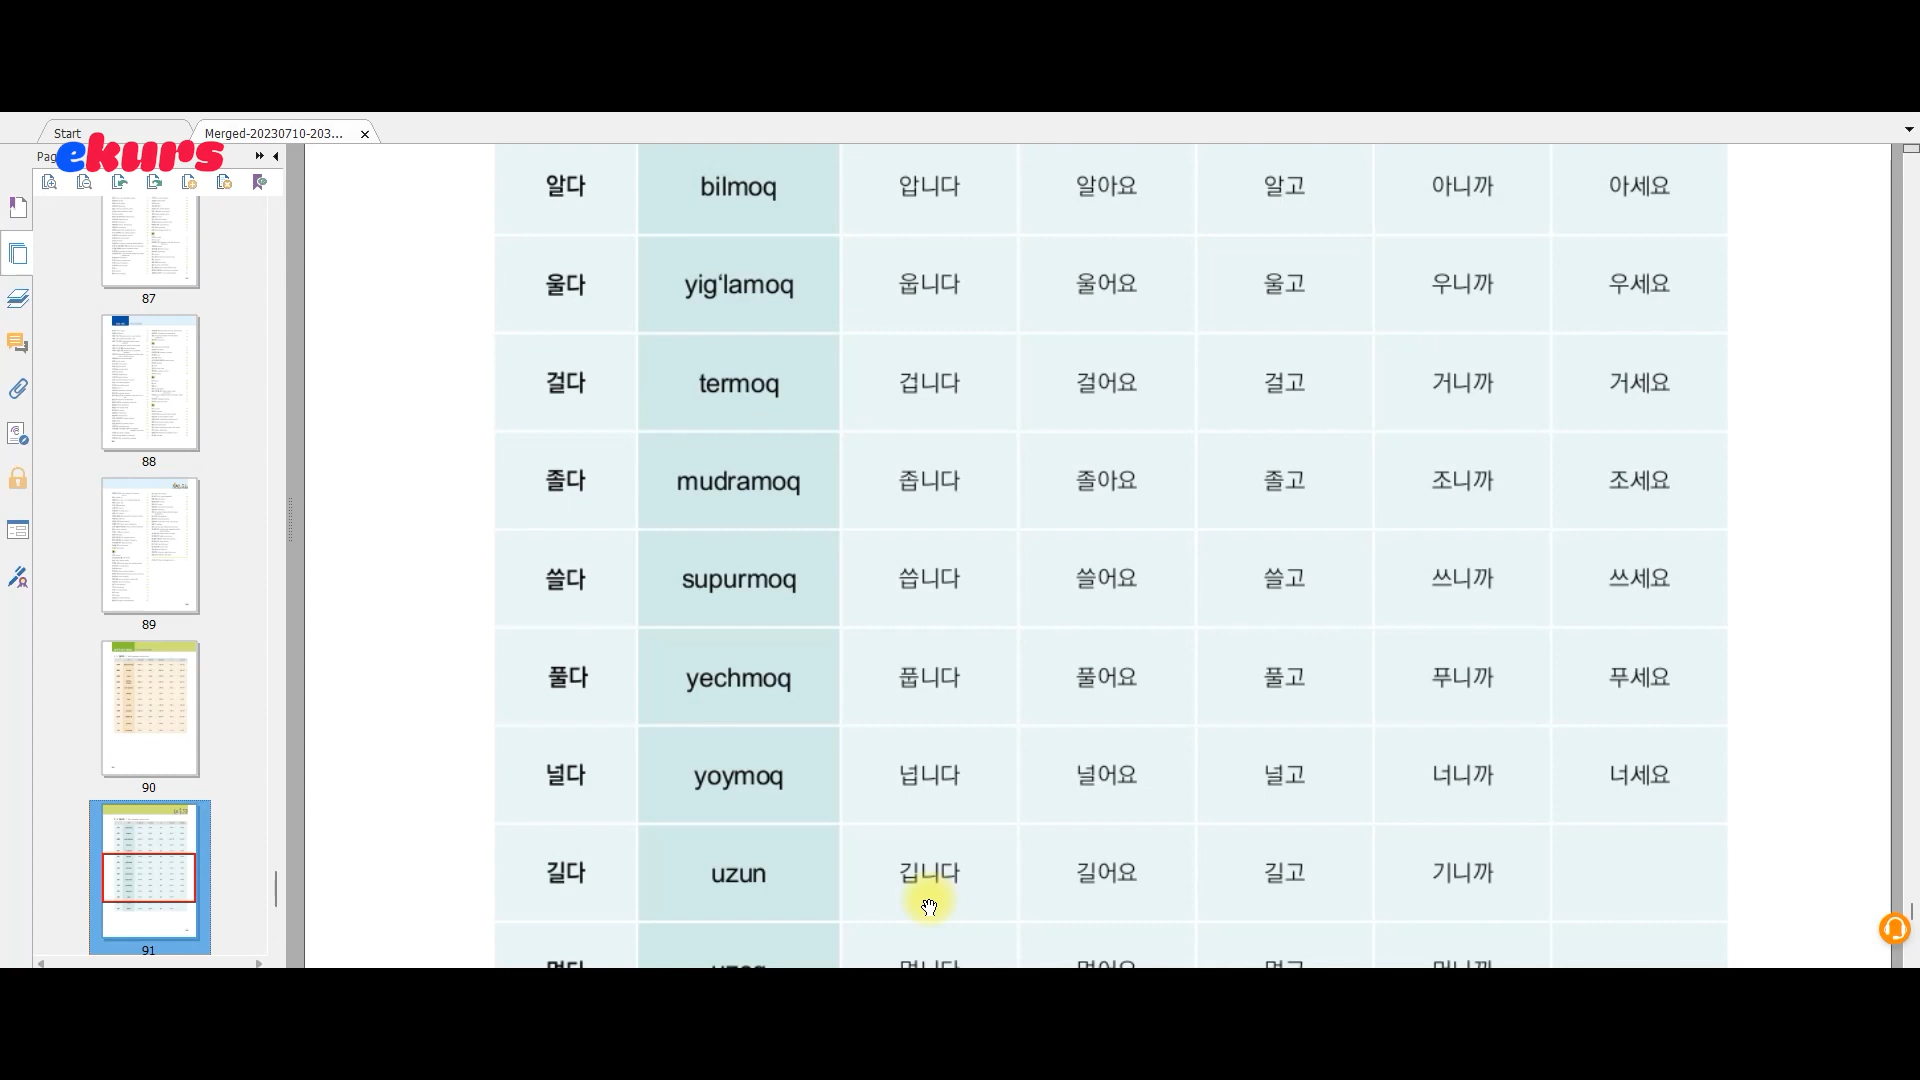 Start
Merged-20230710-203...
ekurs
알다 bilmoq 압니다 알아요 알고 아니까 아세요
울다 yig‘lamoq 웁니다 울어요 울고 우니까 우세요
걸다 termoq 겁니다 걸어요 걸고 거니까 거세요
졸다 mudramoq 좁니다 졸아요 졸고 조니까 조세요
쓸다 supurmoq 씁니다 쓸어요 쓸고 쓰니까 쓰세요
풀다 yechmoq 풉니다 풀어요 풀고 푸니까 푸세요
널다 yoymoq 넙니다 널어요 널고 너니까 너세요
길다 uzun 깁니다 길어요 길고 기니까
87
88
89
90
91